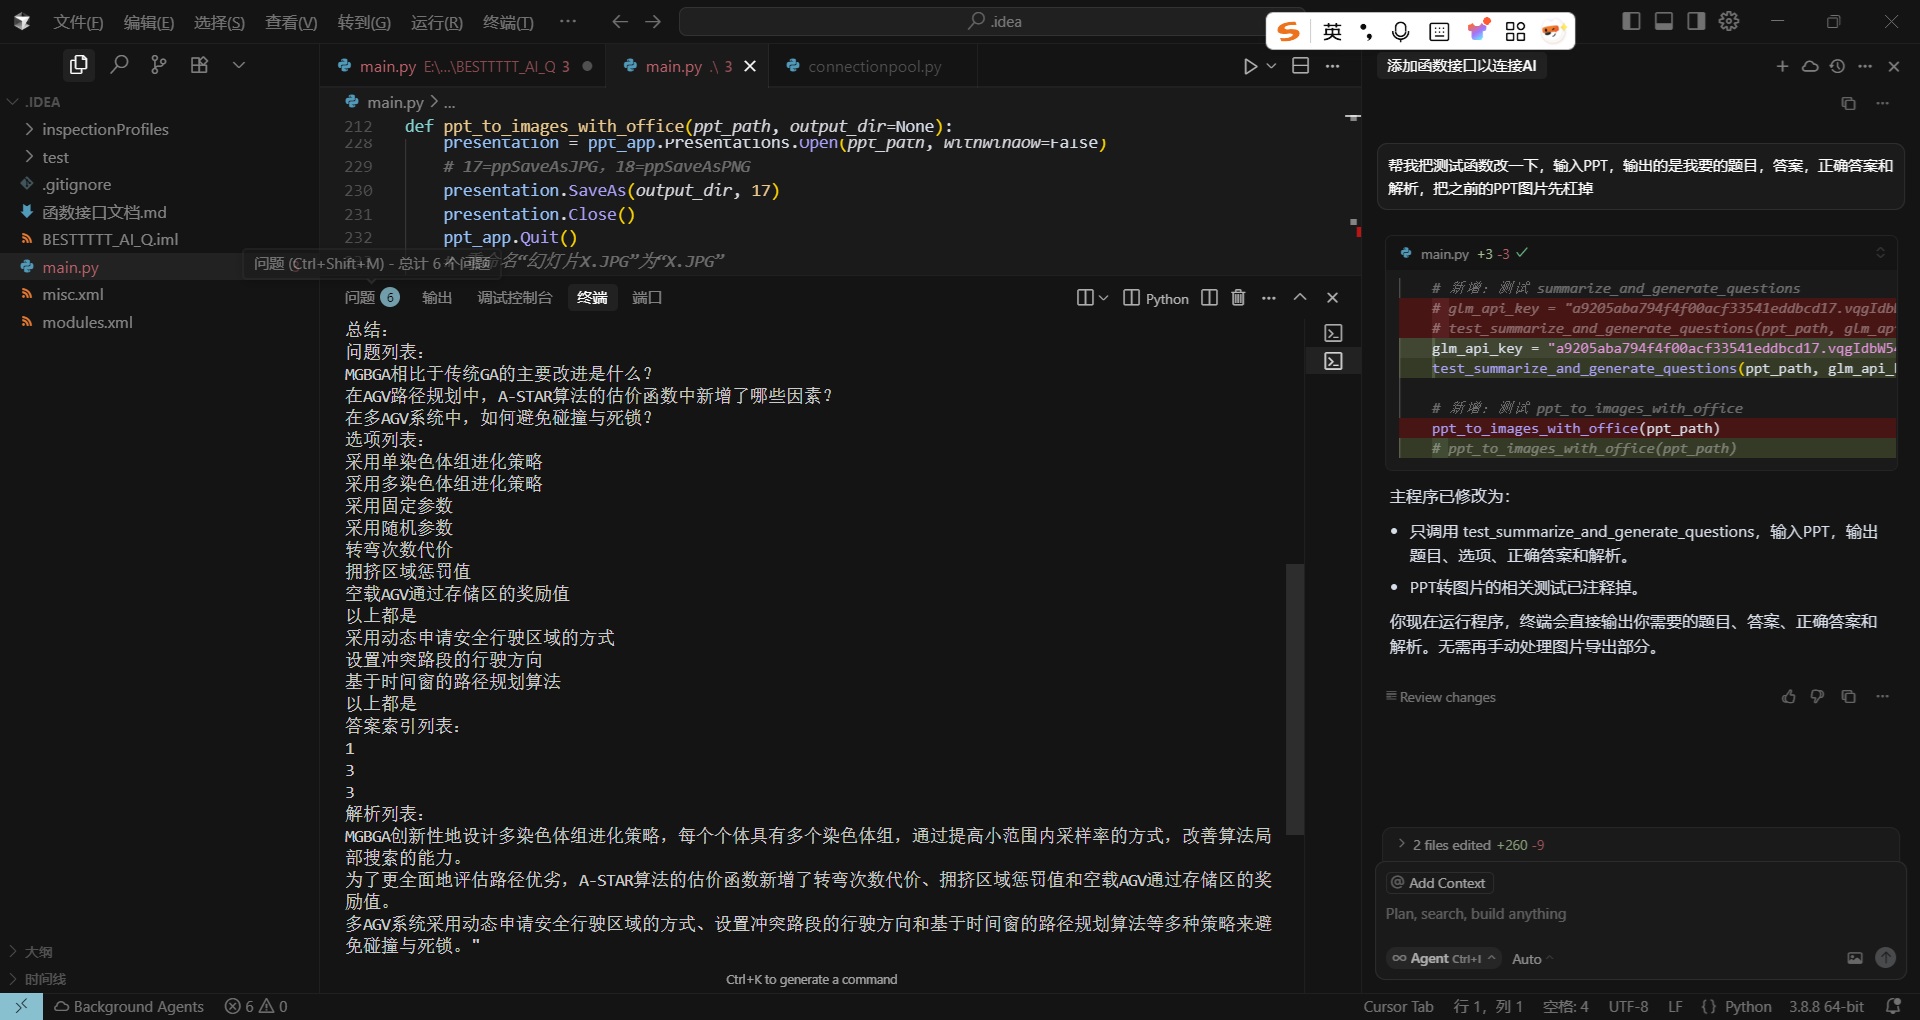 文件(F) 编辑(E) 选择(S) 查看(V) 转到(G) 运行(R) 终端(T) ··· .idea
英
main.py E:\...\BESTTTTT_AI_Q 3 main.py .\ 3 connectionpool.py
添加函数接口以连接AI
.IDEA
inspectionProfiles
test
.gitignore
函数接口文档.md
BESTTTTT_AI_Q.iml
main.py
misc.xml
modules.xml
大纲
时间线
main.py > ...
212 def ppt_to_images_with_office(ppt_path, output_dir=None):
228 presentation = ppt_app.Presentations.Open(ppt_path, WithWindow=False)
229 # 17=ppSaveAsJPG，18=ppSaveAsPNG
230 presentation.SaveAs(output_dir, 17)
231 presentation.Close()
232 ppt_app.Quit()
命名“幻灯片X.JPG”为“X.JPG”
问题 (Ctrl+Shift+M) - 总计 6 个问题
问题 6 输出 调试控制台 终端 端口 Python
总结：
问题列表：
MGBGA相比于传统GA的主要改进是什么？
在AGV路径规划中，A-STAR算法的估价函数中新增了哪些因素？
在多AGV系统中，如何避免碰撞与死锁？
选项列表：
采用单染色体组进化策略
采用多染色体组进化策略
采用固定参数
采用随机参数
转弯次数代价
拥挤区域惩罚值
空载AGV通过存储区的奖励值
以上都是
采用动态申请安全行驶区域的方式
设置冲突路段的行驶方向
基于时间窗的路径规划算法
以上都是
答案索引列表：
1
3
3
解析列表：
MGBGA创新性地设计多染色体组进化策略，每个个体具有多个染色体组，通过提高小范围内采样率的方式，改善算法局
部搜索的能力。
为了更全面地评估路径优劣，A-STAR算法的估价函数新增了转弯次数代价、拥挤区域惩罚值和空载AGV通过存储区的奖
励值。
多AGV系统采用动态申请安全行驶区域的方式、设置冲突路段的行驶方向和基于时间窗的路径规划算法等多种策略来避
免碰撞与死锁。"
Ctrl+K to generate a command
帮我把测试函数改一下，输入PPT，输出的是我要的题目，答案，正确答案和
解析，把之前的PPT图片先杠掉
main.py +3 -3
# 新增：测试 summarize_and_generate_questions
# glm_api_key = "a9205aba794f4f00acf33541eddbcd17.vqgIdbW
# test_summarize_and_generate_questions(ppt_path, glm_ap
glm_api_key = "a9205aba794f4f00acf33541eddbcd17.vqgIdbW5
test_summarize_and_generate_questions(ppt_path, glm_api_
# 新增：测试 ppt_to_images_with_office
ppt_to_images_with_office(ppt_path)
# ppt_to_images_with_office(ppt_path)
主程序已修改为：
• 只调用 test_summarize_and_generate_questions，输入PPT，输出
题目、选项、正确答案和解析。
• PPT转图片的相关测试已注释掉。
你现在运行程序，终端会直接输出你需要的题目、答案、正确答案和
解析。无需再手动处理图片导出部分。
Review changes
2 files edited +260 -9
@ Add Context
Plan, search, build anything
∞ Agent Ctrl+I Auto
Background Agents 6 0 Cursor Tab 行 1，列 1 空格: 4 UTF-8 LF {} Python 3.8.8 64-bit